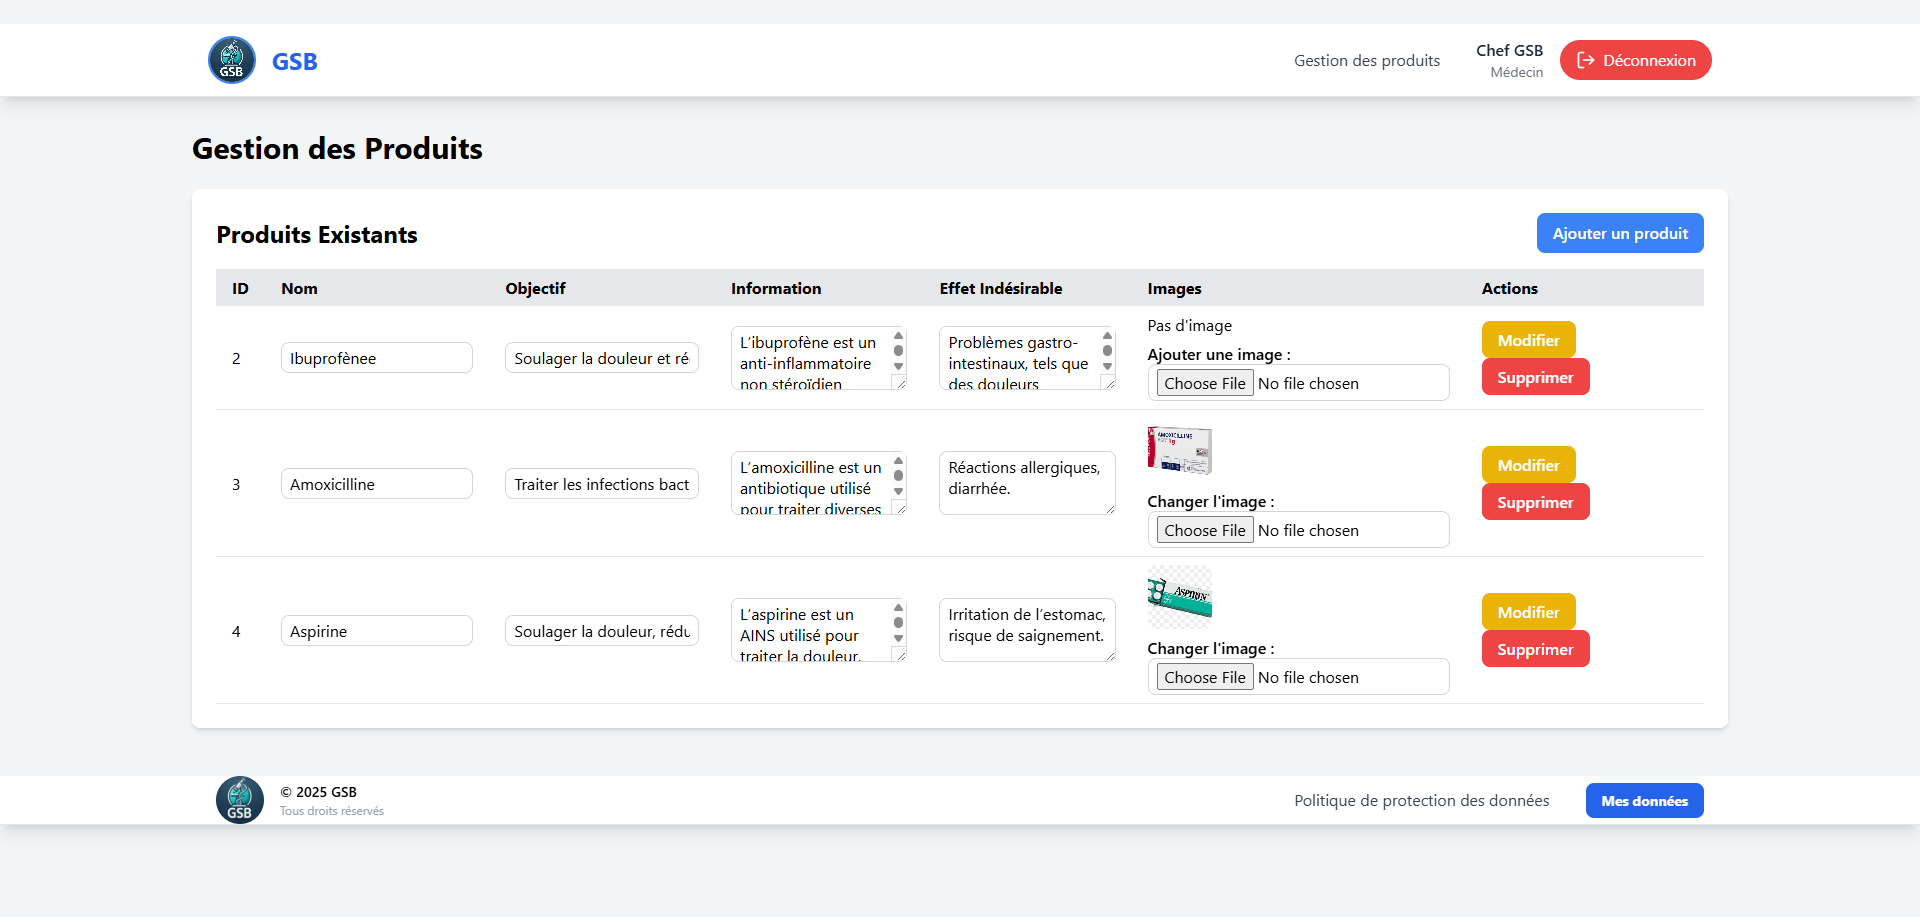 GSB
GSB
Gestion des produits
Chef GSB
Médecin
Déconnexion
Gestion des Produits
Produits Existants
Ajouter un produit
ID Nom Objectif Information Effet Indésirable Images Actions
2
Ibuprofènee
Soulager la douleur et ré
L'ibuprofène est un
anti-inflammatoire
non stéroïdien
Problèmes gastro-
intestinaux, tels que
des douleurs
Pas d'image
Ajouter une image :
Choose File No file chosen
Modifier
Supprimer
3
Amoxicilline
Traiter les infections bact
L'amoxicilline est un
antibiotique utilisé
pour traiter diverses
Réactions allergiques,
diarrhée.
AMOXICILLINE
1g
Changer l'image :
Choose File No file chosen
Modifier
Supprimer
4
Aspirine
Soulager la douleur, rédu
L'aspirine est un
AINS utilisé pour
traiter la douleur,
Irritation de l'estomac,
risque de saignement.
ASPIRIN
Changer l'image :
Choose File No file chosen
Modifier
Supprimer
GSB
© 2025 GSB
Tous droits réservés
Politique de protection des données
Mes données